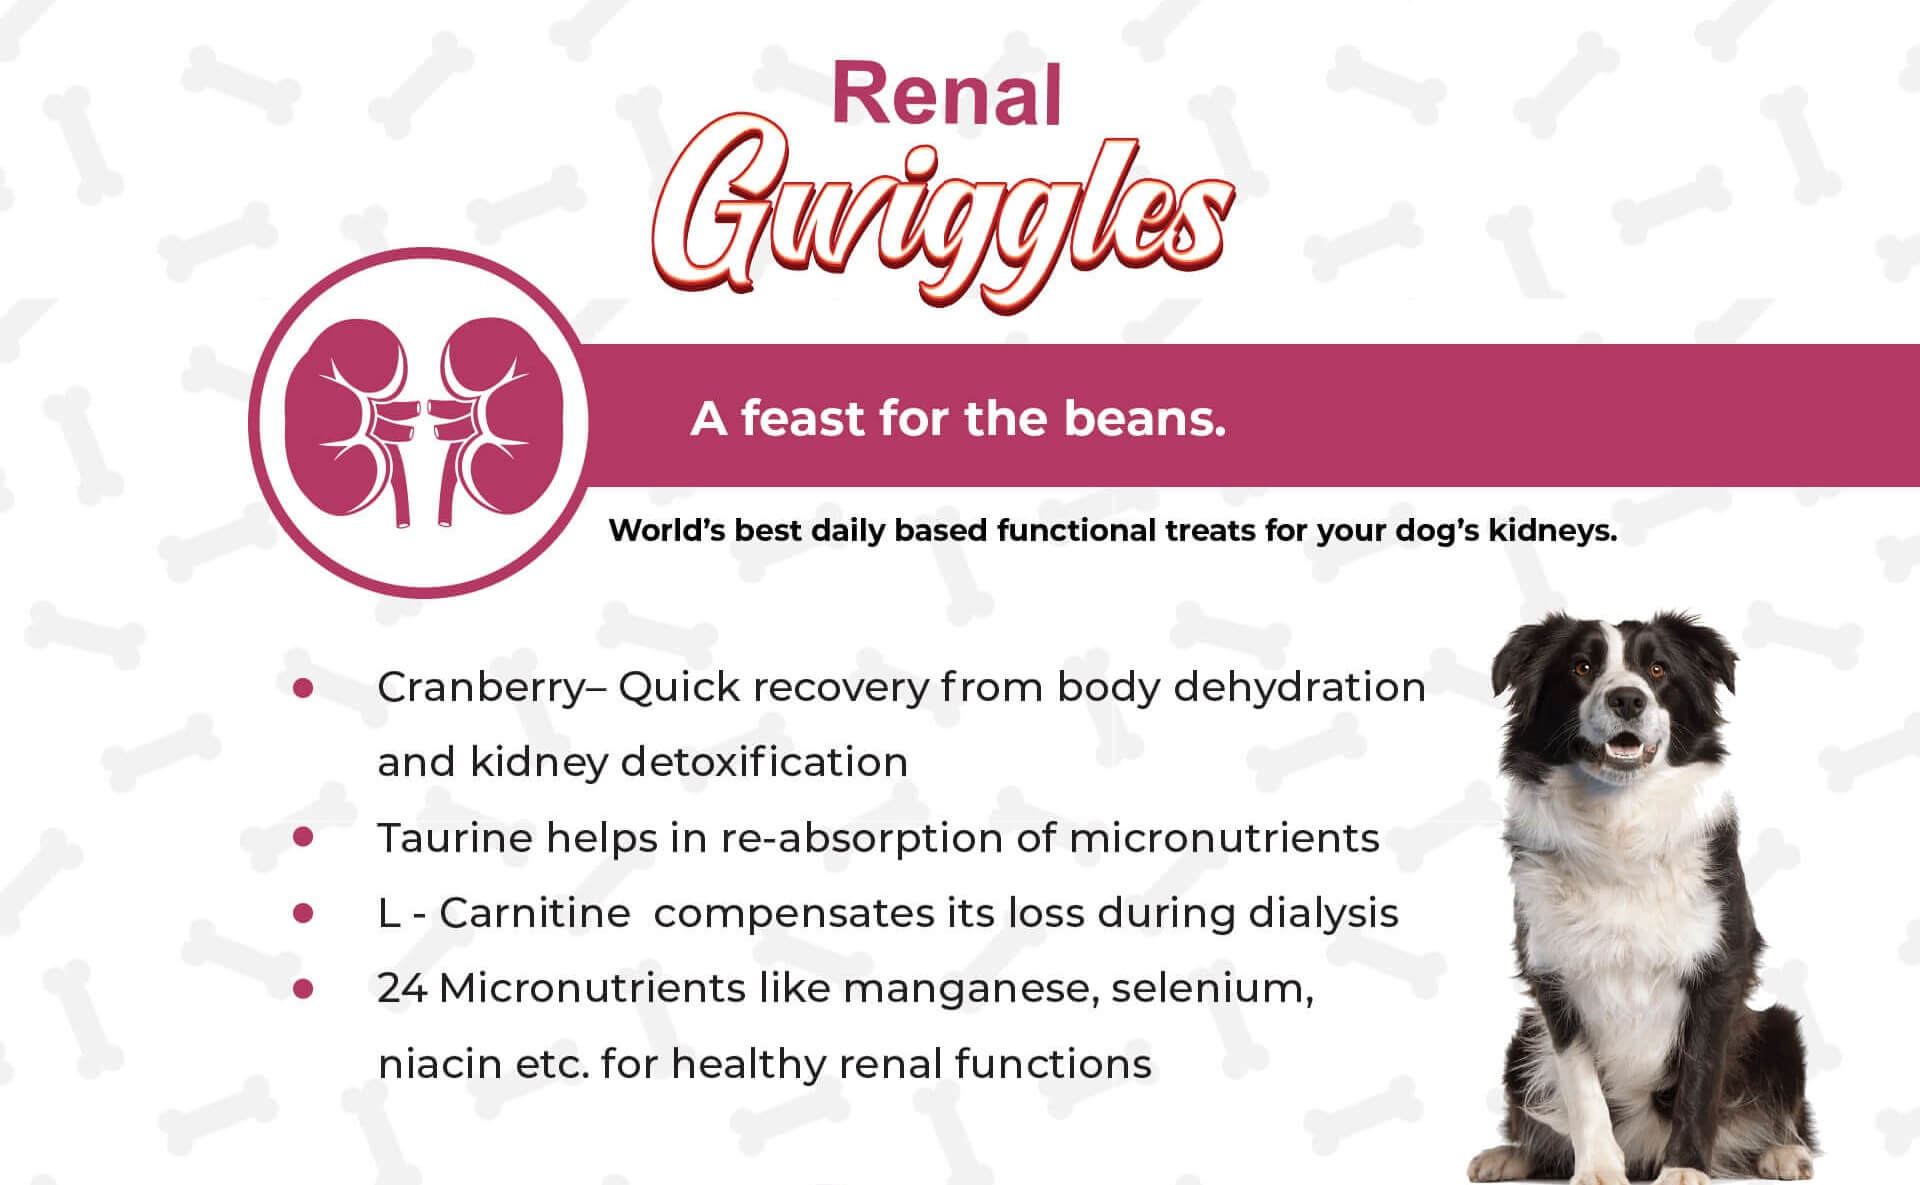 Renal
Gwiggles
A feast for the beans.
World’s best daily based functional treats for your dog’s kidneys.
Cranberry– Quick recovery from body dehydration
and kidney detoxification
Taurine helps in re-absorption of micronutrients
L - Carnitine  compensates its loss during dialysis
24 Micronutrients like manganese, selenium,
niacin etc. for healthy renal functions